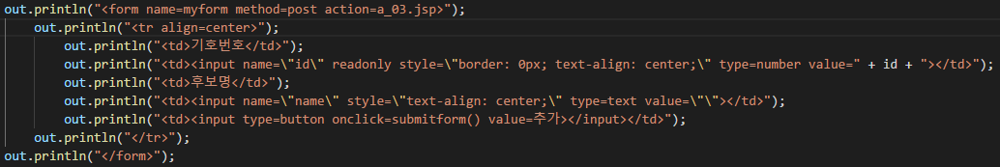 out.println("<form name=myform method=post action=a_03.jsp>");
out.println("<tr align=center>");
out.println("<td>기호번호</td>");
out.println("<td><input name=\"id\" readonly style=\"border: 0px; text-align: center;\" type=number value=" + id + "></td>");
out.println("<td>후보명</td>");
out.println("<td><input name=\"name\" style=\"text-align: center;\" type=text value=\"\"></td>");
out.println("<td><input type=button onclick=submitform() value=추가></input></td>");
out.println("</tr>");
out.println("</form>");